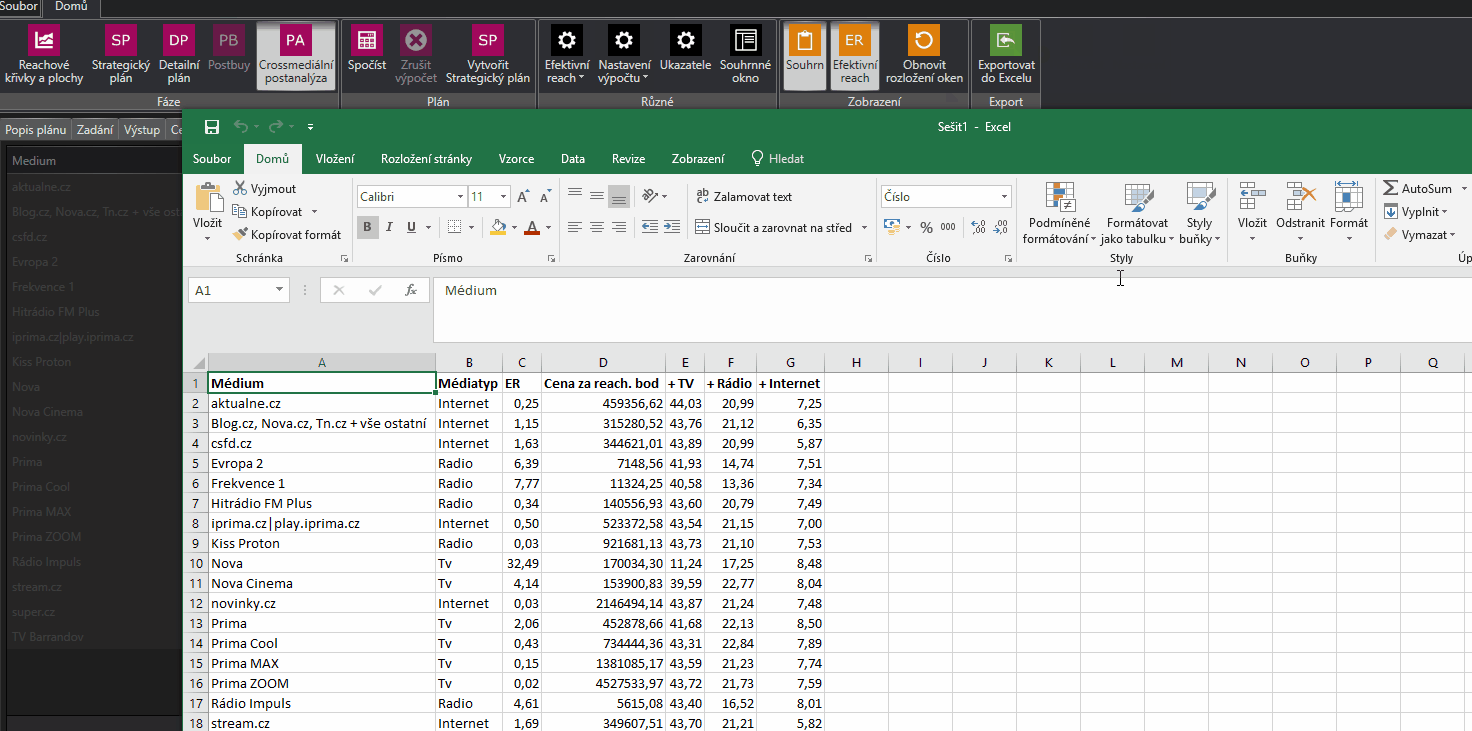 Soubor Domů
Reachové křivky a plochy
SP Strategický plán
DP Detailní plán
PB Postbuy
PA Crossmediální postanalýza
Spočíst
Zrušit výpočet
SP Vytvořit Strategický plán
Efektivní reach
Nastavení výpočtu
Ukazatele
Souhrnné okno
Souhrn
ER Efektivní reach
Obnovit rozložení oken
Exportovat do Excelu
Fáze Plán Různé Zobrazení Export
Popis plánu Zadání Výstup Ce
Medium
aktualne.cz
Blog.cz, Nova.cz, Tn.cz + vše ost
csfd.cz
Evropa 2
Frekvence 1
Hitrádio FM Plus
iprima.cz|play.iprima.cz
Kiss Proton
Nova
Nova Cinema
novinky.cz
Prima
Prima Cool
Prima MAX
Prima ZOOM
Rádio Impuls
stream.cz
super.cz
TV Barrandov
Sešit1 - Excel
Soubor Domů Vložení Rozložení stránky Vzorce Data Revize Zobrazení Hledat
Vložit
Vyjmout
Kopírovat
Kopírovat formát
Schránka
Calibri 11
B I U
Písmo
Zalamovat text
Sloučit a zarovnat na střed
Zarovnání
Číslo
% 000
Číslo
Podmíněné formátování
Formátovat jako tabulku
Styly buňky
Styly
Vložit Odstranit Formát
Buňky
AutoSum
Vyplnit
Vymazat
Úp
A1 fx Médium
A B C D E F G H I J K L M N O P Q
1 Médium Médiatyp ER Cena za reach. bod + TV + Rádio + Internet
2 aktualne.cz Internet 0,25 459356,62 44,03 20,99 7,25
3 Blog.cz, Nova.cz, Tn.cz + vše ostatní Internet 1,15 315280,52 43,76 21,12 6,35
4 csfd.cz Internet 1,63 344621,01 43,89 20,99 5,87
5 Evropa 2 Radio 6,39 7148,56 41,93 14,74 7,51
6 Frekvence 1 Radio 7,77 11324,25 40,58 13,36 7,34
7 Hitrádio FM Plus Radio 0,34 140556,93 43,60 20,79 7,49
8 iprima.cz|play.iprima.cz Internet 0,50 523372,58 43,54 21,15 7,00
9 Kiss Proton Radio 0,03 921681,13 43,73 21,10 7,53
10 Nova Tv 32,49 170034,30 11,24 17,25 8,48
11 Nova Cinema Tv 4,14 153900,83 39,59 22,77 8,04
12 novinky.cz Internet 0,03 2146494,14 43,87 21,24 7,48
13 Prima Tv 2,06 452878,66 41,68 22,13 8,50
14 Prima Cool Tv 0,43 734444,36 43,31 22,84 7,89
15 Prima MAX Tv 0,15 1381085,17 43,59 21,23 7,74
16 Prima ZOOM Tv 0,02 4527533,97 43,72 21,73 7,59
17 Rádio Impuls Radio 4,61 5615,08 43,40 16,52 8,01
18 stream.cz Internet 1,69 349607,51 43,70 21,21 5,82